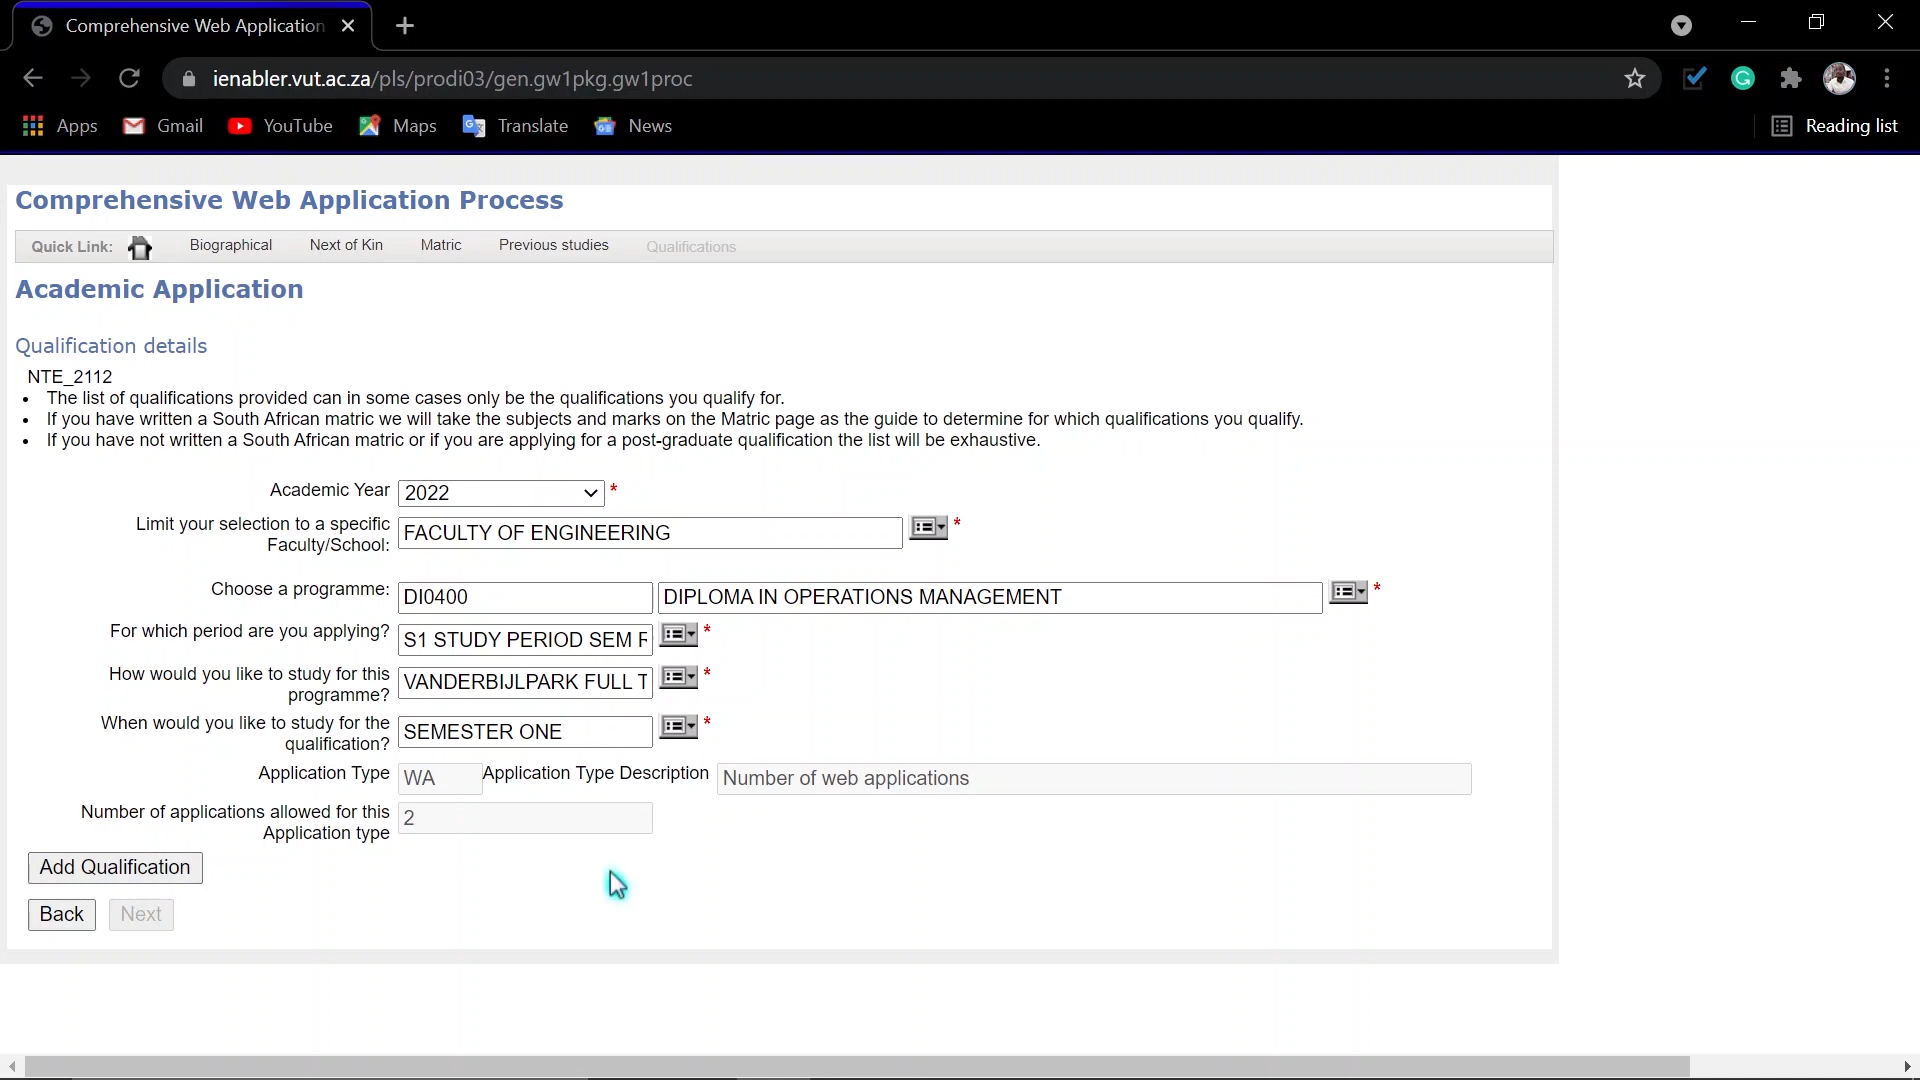 Comprehensive Web Application
ienabler.vut.ac.za/pls/prodi03/gen.gw1pkg.gw1proc
Apps Gmail YouTube Maps Translate News Reading list
Comprehensive Web Application Process
Quick Link: Biographical Next of Kin Matric Previous studies Qualifications
Academic Application
Qualification details
NTE_2112
• The list of qualifications provided can in some cases only be the qualifications you qualify for.
• If you have written a South African matric we will take the subjects and marks on the Matric page as the guide to determine for which qualifications you qualify.
• If you have not written a South African matric or if you are applying for a post-graduate qualification the list will be exhaustive.
Academic Year 2022 *
Limit your selection to a specific
Faculty/School: FACULTY OF ENGINEERING *
Choose a programme: DI0400 DIPLOMA IN OPERATIONS MANAGEMENT *
For which period are you applying? S1 STUDY PERIOD SEM *
How would you like to study for this
programme? VANDERBIJLPARK FULL T *
When would you like to study for the
qualification? SEMESTER ONE *
Application Type WA Application Type Description Number of web applications
Number of applications allowed for this
Application type 2
Add Qualification
Back Next